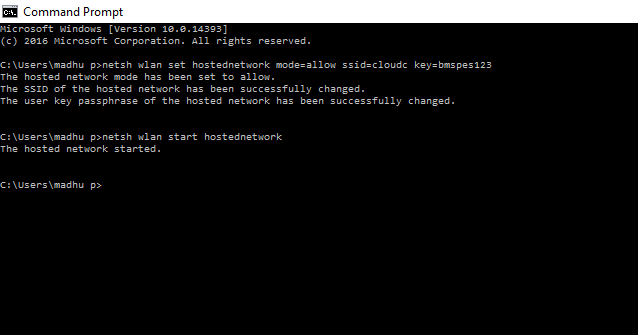 Command Prompt
Microsoft Windows [Version 10.0.14393]
(c) 2016 Microsoft Corporation. All rights reserved.
C:\Users\madhu p>netsh wlan set hostednetwork mode=allow ssid=cloudc key=bmspes123
The hosted network mode has been set to allow.
The SSID of the hosted network has been successfully changed.
The user key passphrase of the hosted network has been successfully changed.
C:\Users\madhu p>netsh wlan start hostednetwork
The hosted network started.
C:\Users\madhu p>